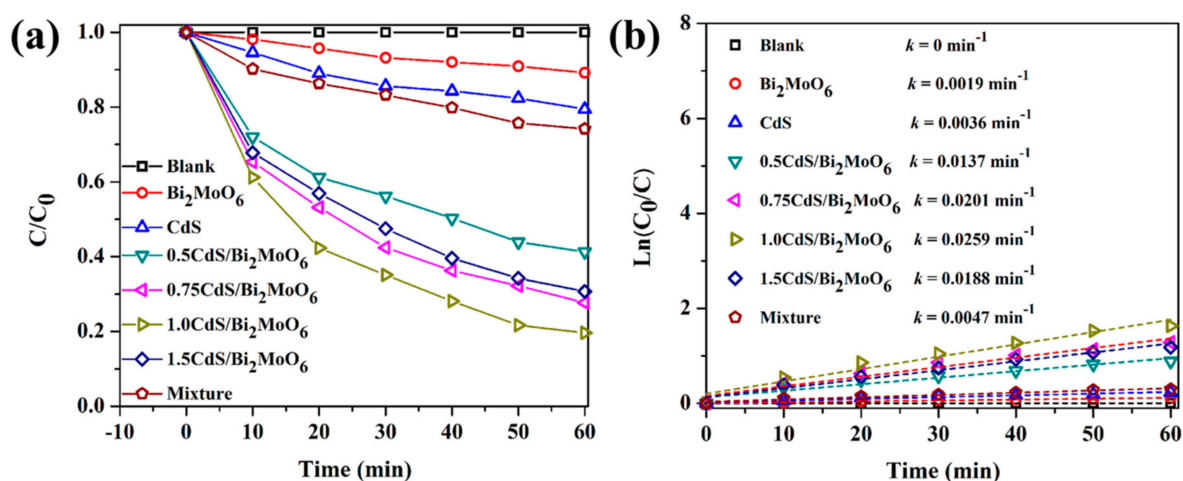 (a)
C/C₀
1.0
0.8
0.6
0.4
0.2
0.0
Blank
Bi₂MoO₆
CdS
0.5CdS/Bi₂MoO₆
0.75CdS/Bi₂MoO₆
1.0CdS/Bi₂MoO₆
1.5CdS/Bi₂MoO₆
Mixture
-10 0 10 20 30 40 50 60
Time (min)
(b)
Ln(C₀/C)
8
6
4
2
0
Blank k = 0 min⁻¹
Bi₂MoO₆ k = 0.0019 min⁻¹
CdS k = 0.0036 min⁻¹
0.5CdS/Bi₂MoO₆ k = 0.0137 min⁻¹
0.75CdS/Bi₂MoO₆ k = 0.0201 min⁻¹
1.0CdS/Bi₂MoO₆ k = 0.0259 min⁻¹
1.5CdS/Bi₂MoO₆ k = 0.0188 min⁻¹
Mixture k = 0.0047 min⁻¹
0 10 20 30 40 50 60
Time (min)